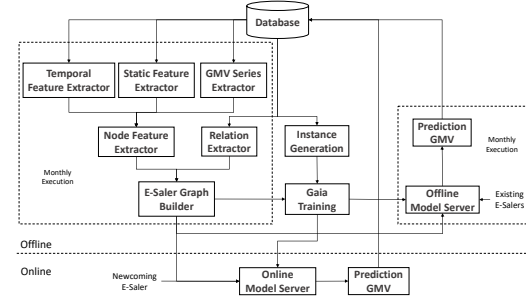 Database
Temporal
Feature Extractor
Static Feature
Extractor
GMV Series
Extractor
Node Feature
Extractor
Relation
Extractor
Instance
Generation
Prediction
GMV
Monthly
Execution
Monthly
Execution
E-Saler Graph
Builder
Gaia
Training
Offline
Model Server
Existing
E-Salers
Offline
Online
Newcoming
E-Saler
Online
Model Server
Prediction
GMV